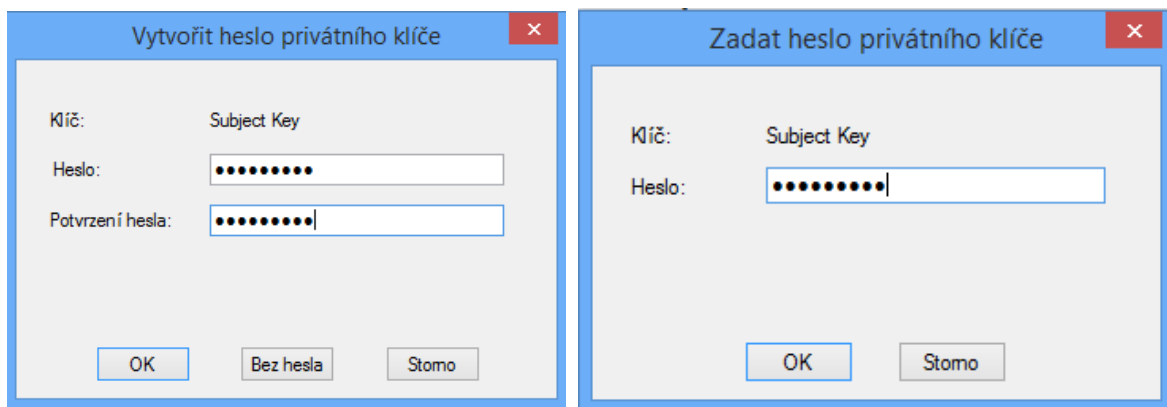 Vytvořit heslo privátního klíče
Klíč: Subject Key
Heslo: •••••••••
Potvrzení hesla: •••••••••
OK Bez hesla Storno
Zadat heslo privátního klíče
Klíč: Subject Key
Heslo: •••••••••
OK Storno